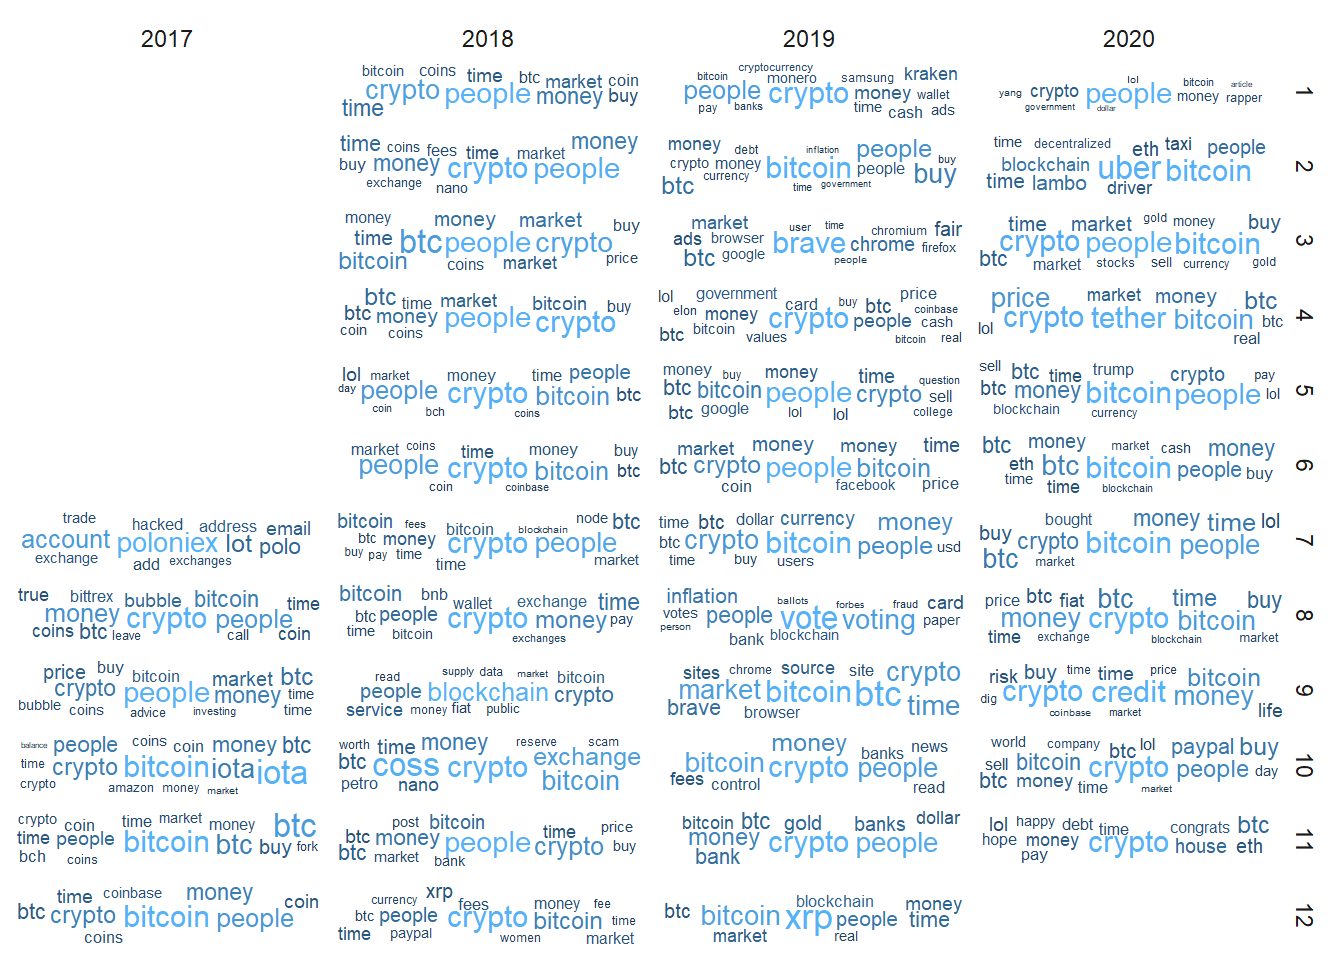 2017 2018 2019 2020
bitcoin coins time btc market coin
crypto people money buy
time
cryptocurrency
bitcoin monero samsung kraken
people crypto money wallet
pay banks time cash ads
lol
yang crypto people bitcoin article
money rapper
government dollar
1
time coins fees time market money
buy money crypto people
exchange nano
money debt inflation people
crypto money bitcoin people buy
btc currency time government buy
time decentralized eth taxi people
blockchain uber bitcoin
time lambo driver
2
money money market buy
time btc people crypto
bitcoin coins market price
market user time chromium fair
ads browser brave chrome firefox
btc google people
time market gold money buy
crypto people bitcoin
btc market stocks sell currency gold
3
btc time market bitcoin buy
btc money people crypto
coin coins
lol government card buy btc price
elon money crypto people cash coinbase
btc bitcoin values bitcoin real
price market money btc
lol crypto tether bitcoin btc
real
4
lol market money time people
day people crypto bitcoin btc
coin bch coins
money buy money time question
btc bitcoin people crypto sell
btc google lol lol college
sell btc time trump crypto pay
btc money bitcoin people lol
blockchain currency
5
market coins time money buy
people crypto bitcoin btc
coin coinbase
market money money time
btc crypto people bitcoin
coin facebook price
btc money market cash money
eth btc bitcoin people buy
time time blockchain
6
trade hacked address email
account poloniex lot polo
exchange add exchanges
bitcoin fees bitcoin blockchain node btc
btc money crypto people
buy pay time time market
time btc dollar currency money
btc crypto bitcoin people usd
time buy users
bought money time lol
buy crypto bitcoin people
btc market
7
true bittrex bubble bitcoin time
money crypto people
coins btc leave call coin
bitcoin bnb wallet exchange time
btc people crypto money pay
time bitcoin exchanges
inflation ballots forbes fraud card
votes people vote voting paper
person bank blockchain
price btc fiat btc time buy
money crypto bitcoin
time exchange blockchain market
8
price buy bitcoin market btc
crypto people money time
bubble coins advice investing time
read supply data market bitcoin
people blockchain crypto
service money fiat public
sites chrome source site crypto
market bitcoin btc time
brave browser
risk buy time time price bitcoin
dig crypto credit money
coinbase market life
9
balance people coins coin money btc
time crypto bitcoin iota iota
crypto amazon money market
worth time money reserve scam
btc coss crypto exchange
petro nano bitcoin
money banks news
bitcoin crypto people
fees control read
world company btc lol paypal buy
sell bitcoin crypto people day
btc money time market
10
crypto coin time market money btc
time people bitcoin btc buy fork
bch coins
post bitcoin time price
btc money people crypto buy
btc market bank
bitcoin btc gold banks dollar
money crypto people
bank
lol happy debt time congrats btc
hope money crypto house eth
pay
11
time coinbase money coin
btc crypto bitcoin people
coins
currency xrp fees money fee
btc people crypto bitcoin time
time paypal women market
btc blockchain money
bitcoin xrp people time
market real
12